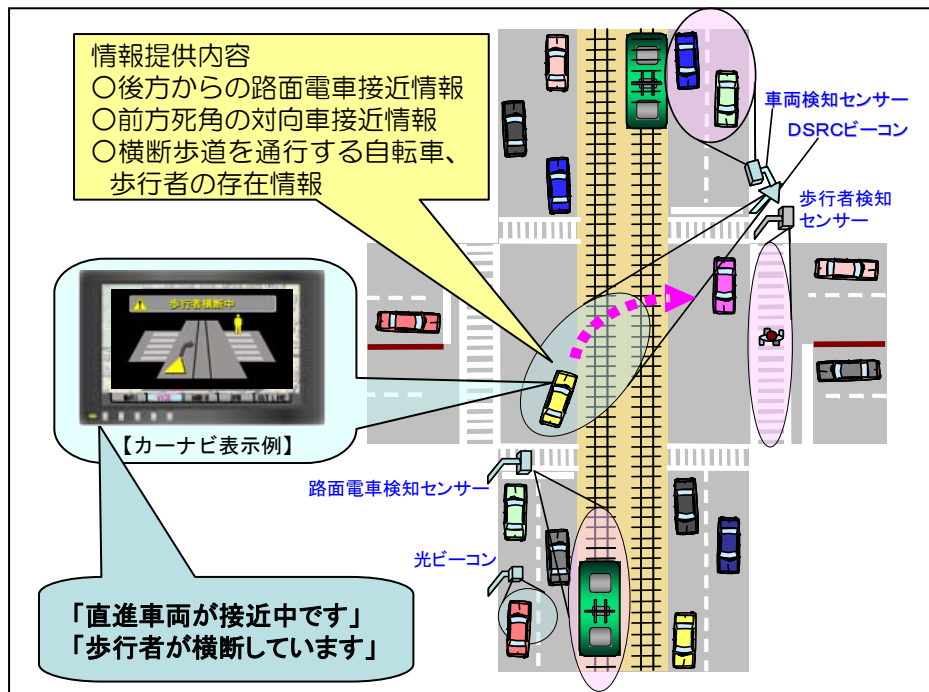 情報提供内容
○後方からの路面電車接近情報
○前方死角の対向車接近情報
○横断歩道を通行する自転車、
歩行者の存在情報
車両検知センサー
DSRCビーコン
歩行者検知
センサー
歩行者横断中
【カーナビ表示例】
路面電車検知センサー
光ビーコン
「直進車両が接近中です」
「歩行者が横断しています」